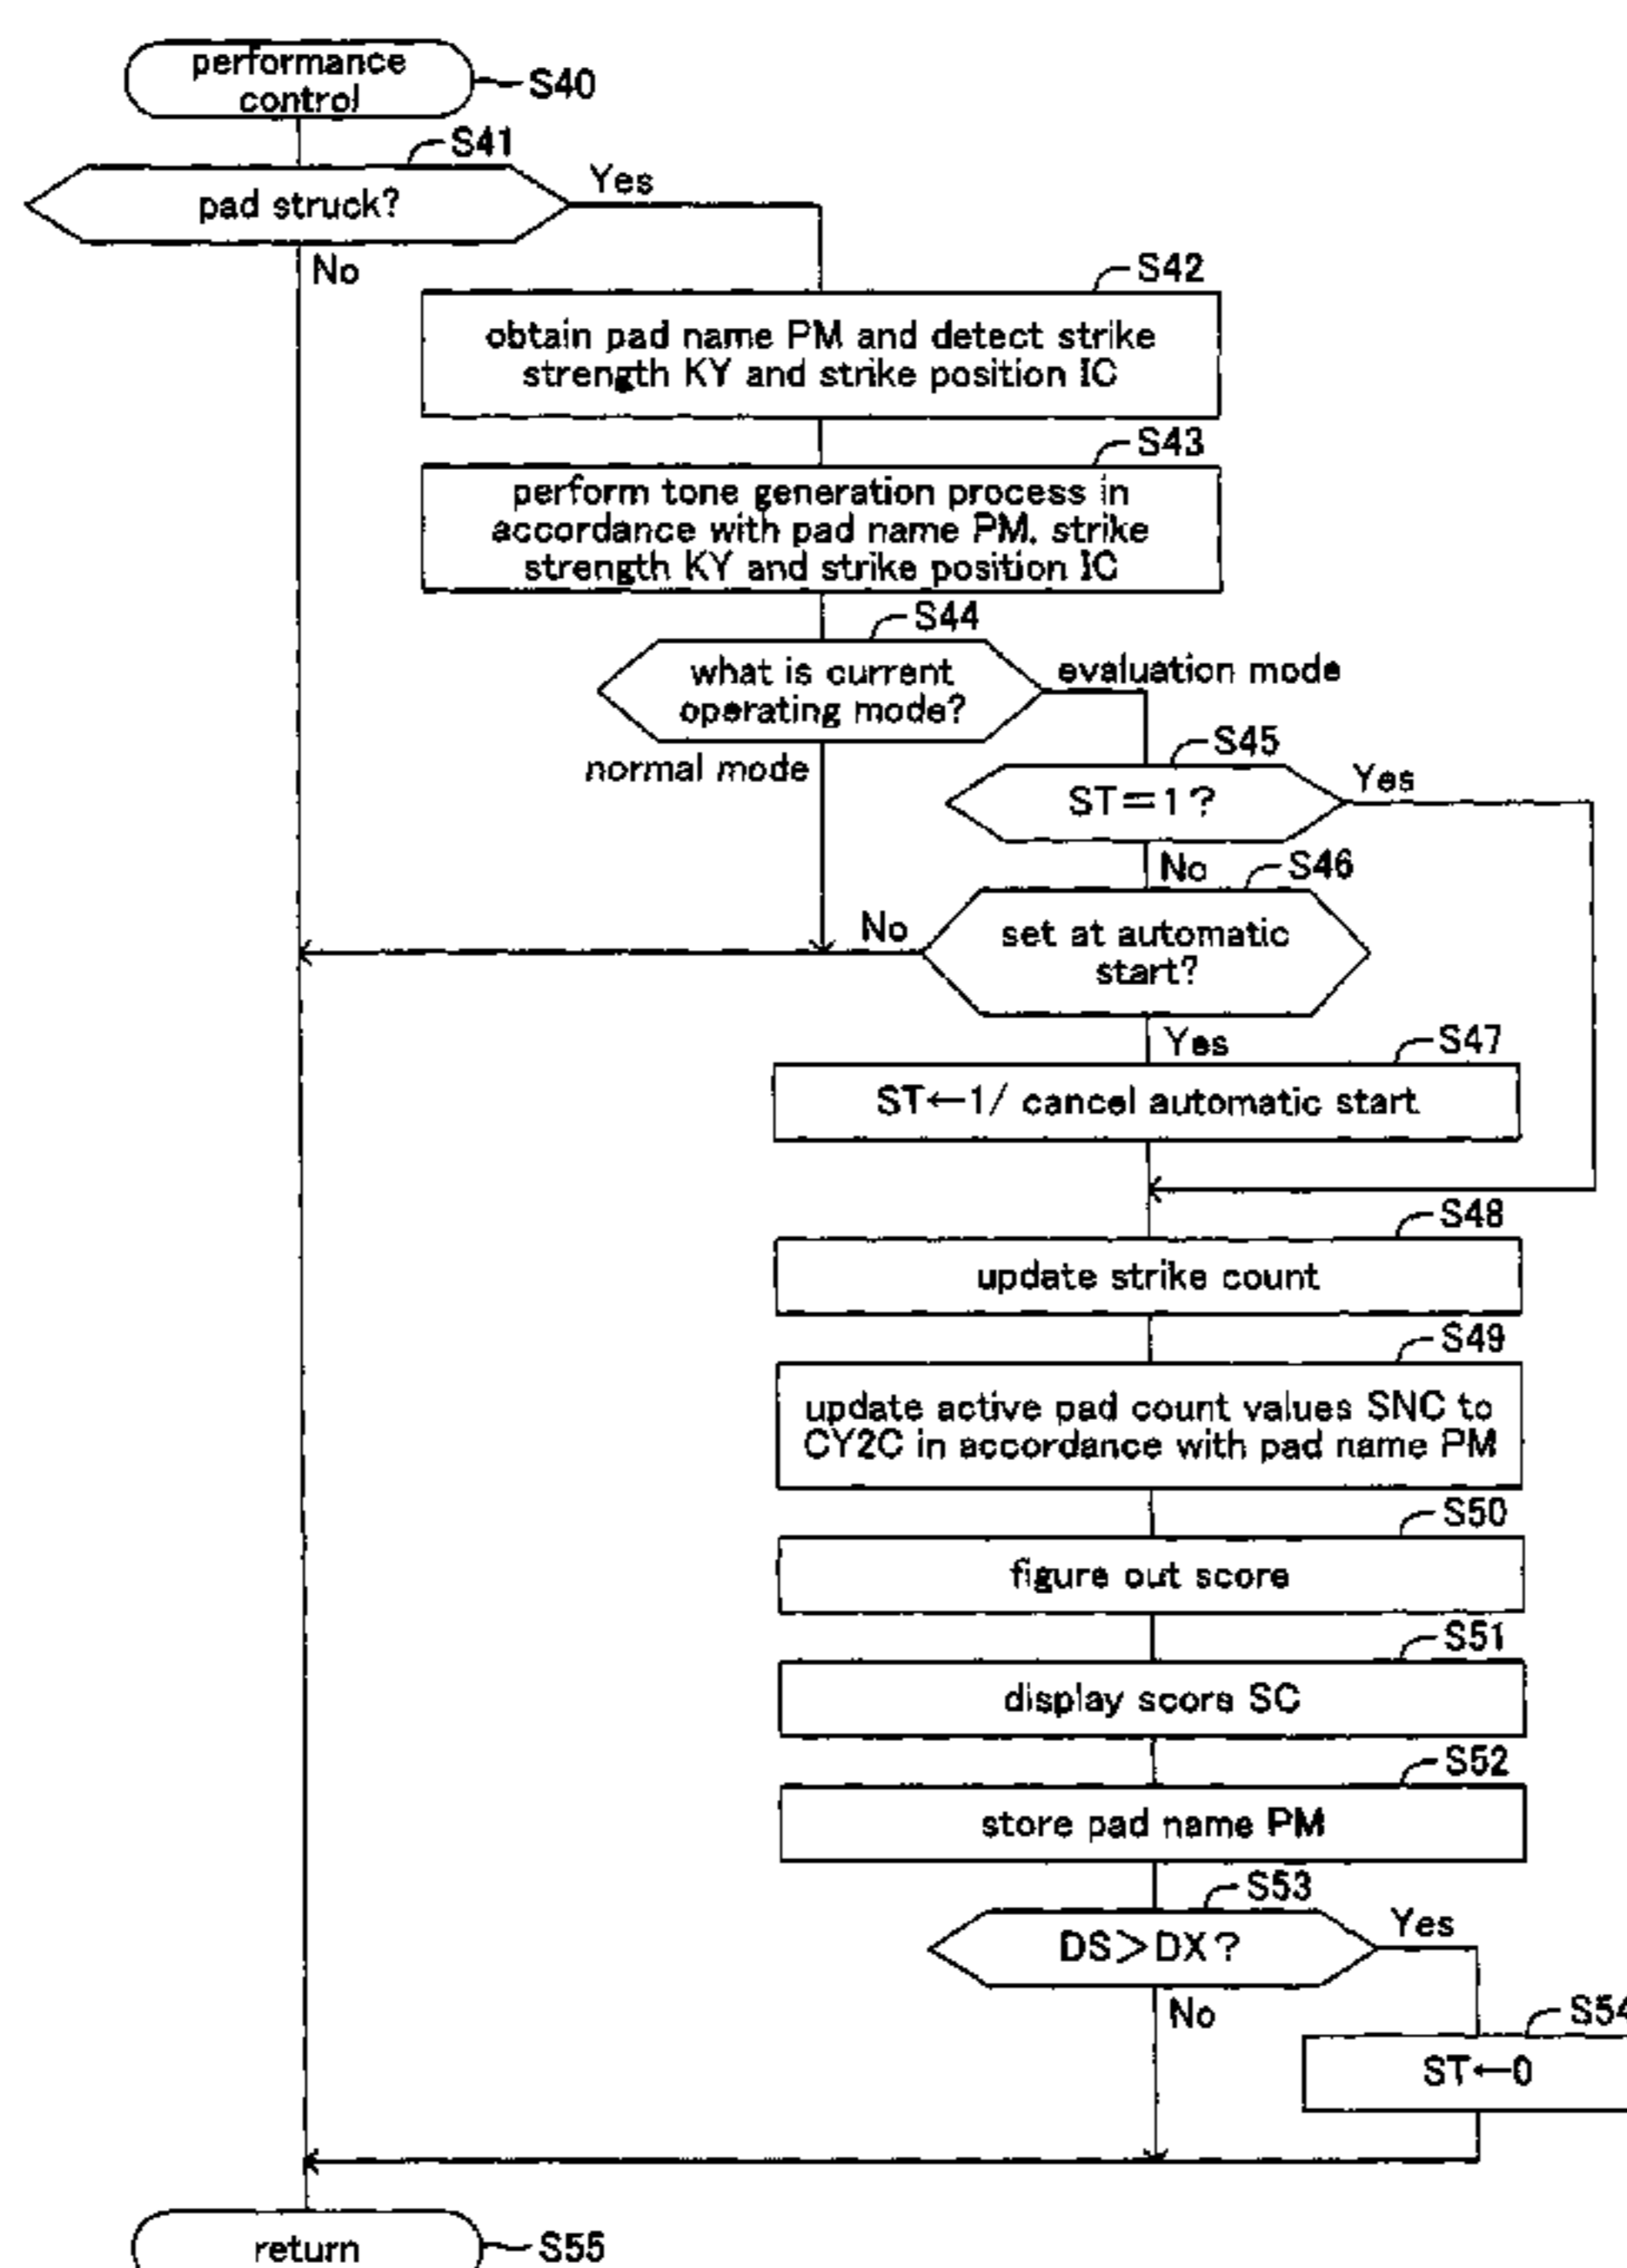 performance
control
S40
S41
pad struck?
Yes
No
S42
obtain pad name PM and detect strike
strength KY and strike position IC
S43
perform tone generation process in
accordance with pad name PM, strike
strength KY and strike position IC
S44
what is current
operating mode?
evaluation mode
normal mode
S45
ST=1?
Yes
No
S46
set at automatic
start?
No
Yes
S47
ST←1/ cancel automatic start
S48
update strike count
S49
update active pad count values SNC to
CY2C in accordance with pad name PM
S50
figure out score
S51
display score SC
S52
store pad name PM
S53
DS>DX?
Yes
No
S54
ST←0
return
S55